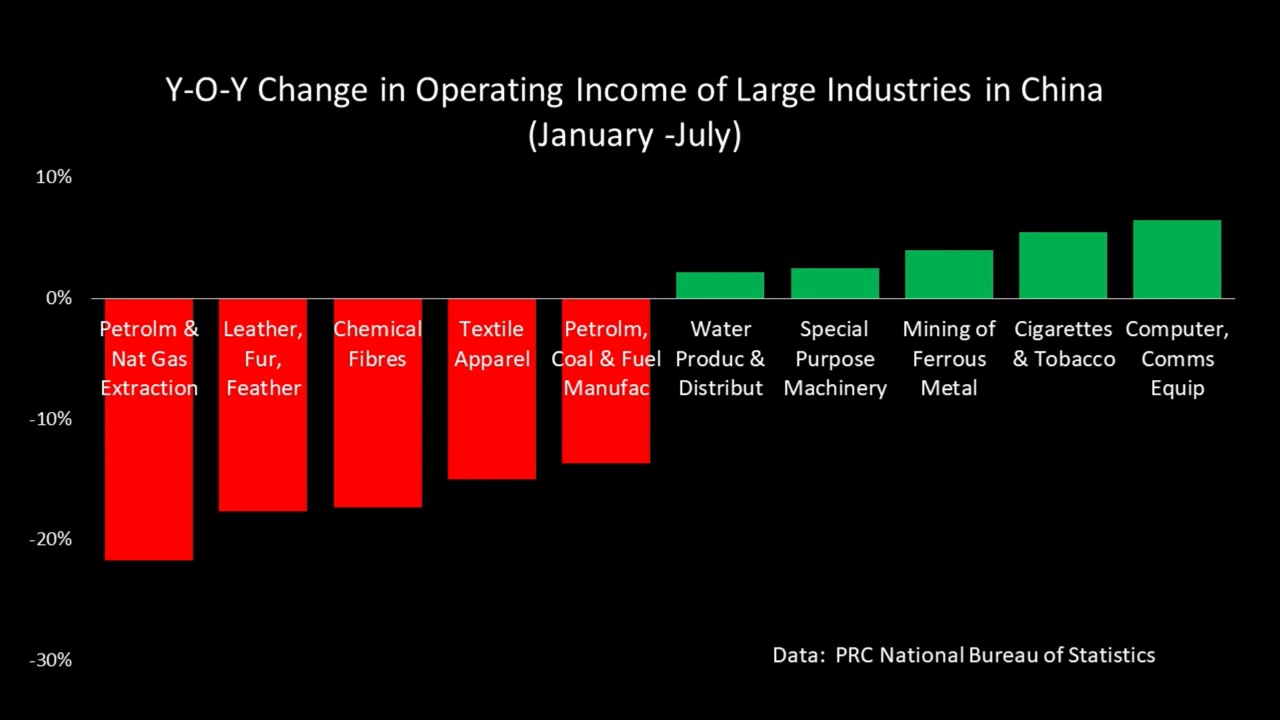 Y-O-Y Change in Operating Income of Large Industries in China
(January -July)
10%
0%
-10%
-20%
-30%
Petrolm &
Nat Gas
Extraction
Leather,
Fur,
Feather
Chemical
Fibres
Textile
Apparel
Petrolm,
Coal & Fuel
Manufac
Water
Produc &
Distribut
Special
Purpose
Machinery
Mining of
Ferrous
Metal
Cigarettes
& Tobacco
Computer,
Comms
Equip
Data: PRC National Bureau of Statistics